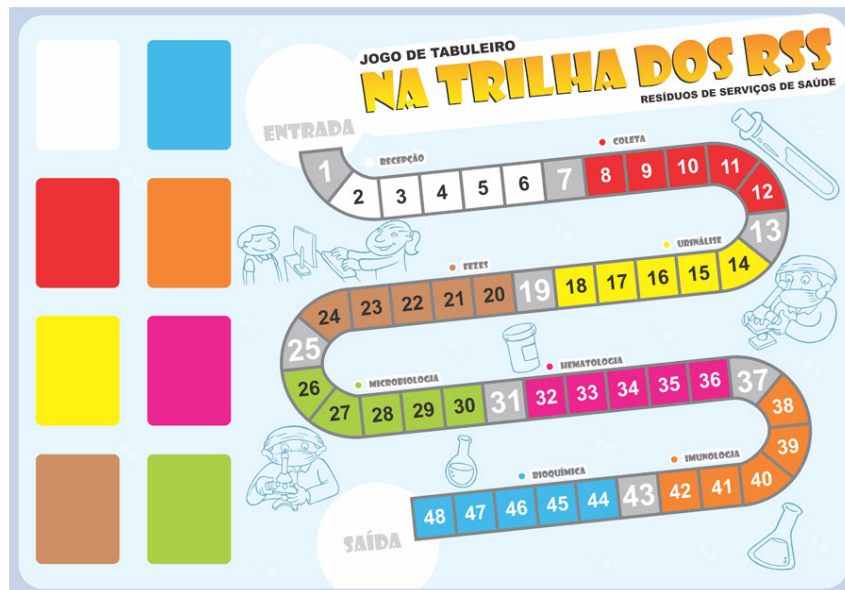 JOGO DE TABULEIRO
NA TRILHA DOS RSS
RESÍDUOS DE SERVIÇOS DE SAÚDE
ENTRADA
RECEPÇÃO
COLETA
1 2 3 4 5 6 7 8 9 10 11 12
13
URINÁLISE
FEZES
14 15 16 17 18 19 20 21 22 23 24
25
MICROBIOLOGIA
HEMATOLOGIA
26 27 28 29 30 31 32 33 34 35 36 37
38
39
IMUNOLOGIA
BIOQUÍMICA
40 41 42 43 44 45 46 47 48
SAÍDA